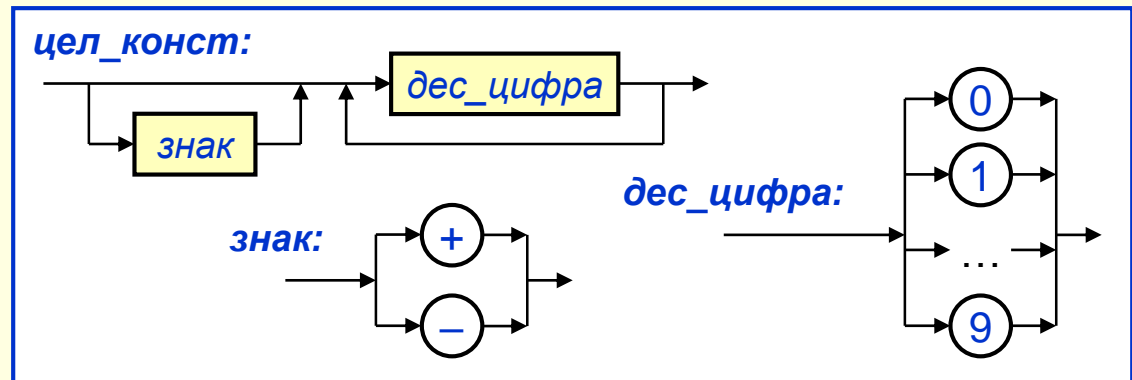 цел_конст:
дес_цифра
знак
знак:
+
–
дес_цифра:
0
1
...
9